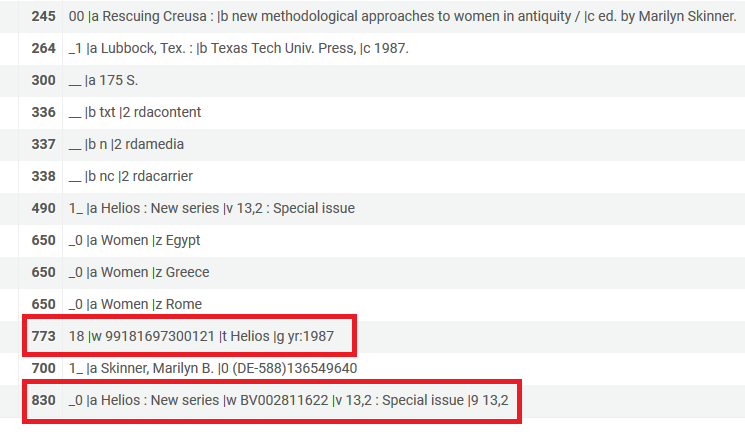 245 00 |a Rescuing Creusa : |b new methodological approaches to women in antiquity / |c ed. by Marilyn Skinner.
264 _1 |a Lubbock, Tex. : |b Texas Tech Univ. Press, |c 1987.
300 __ |a 175 S.
336 __ |b txt |2 rdacontent
337 __ |b n |2 rdamedia
338 __ |b nc |2 rdacarrier
490 1_ |a Helios : New series |v 13,2 : Special issue
650 _0 |a Women |z Egypt
650 _0 |a Women |z Greece
650 _0 |a Women |z Rome
773 18 |w 99181697300121 |t Helios |g yr:1987
700 1_ |a Skinner, Marilyn B. |0 (DE-588)136549640
830 _0 |a Helios : New series |w BV002811622 |v 13,2 : Special issue |9 13,2